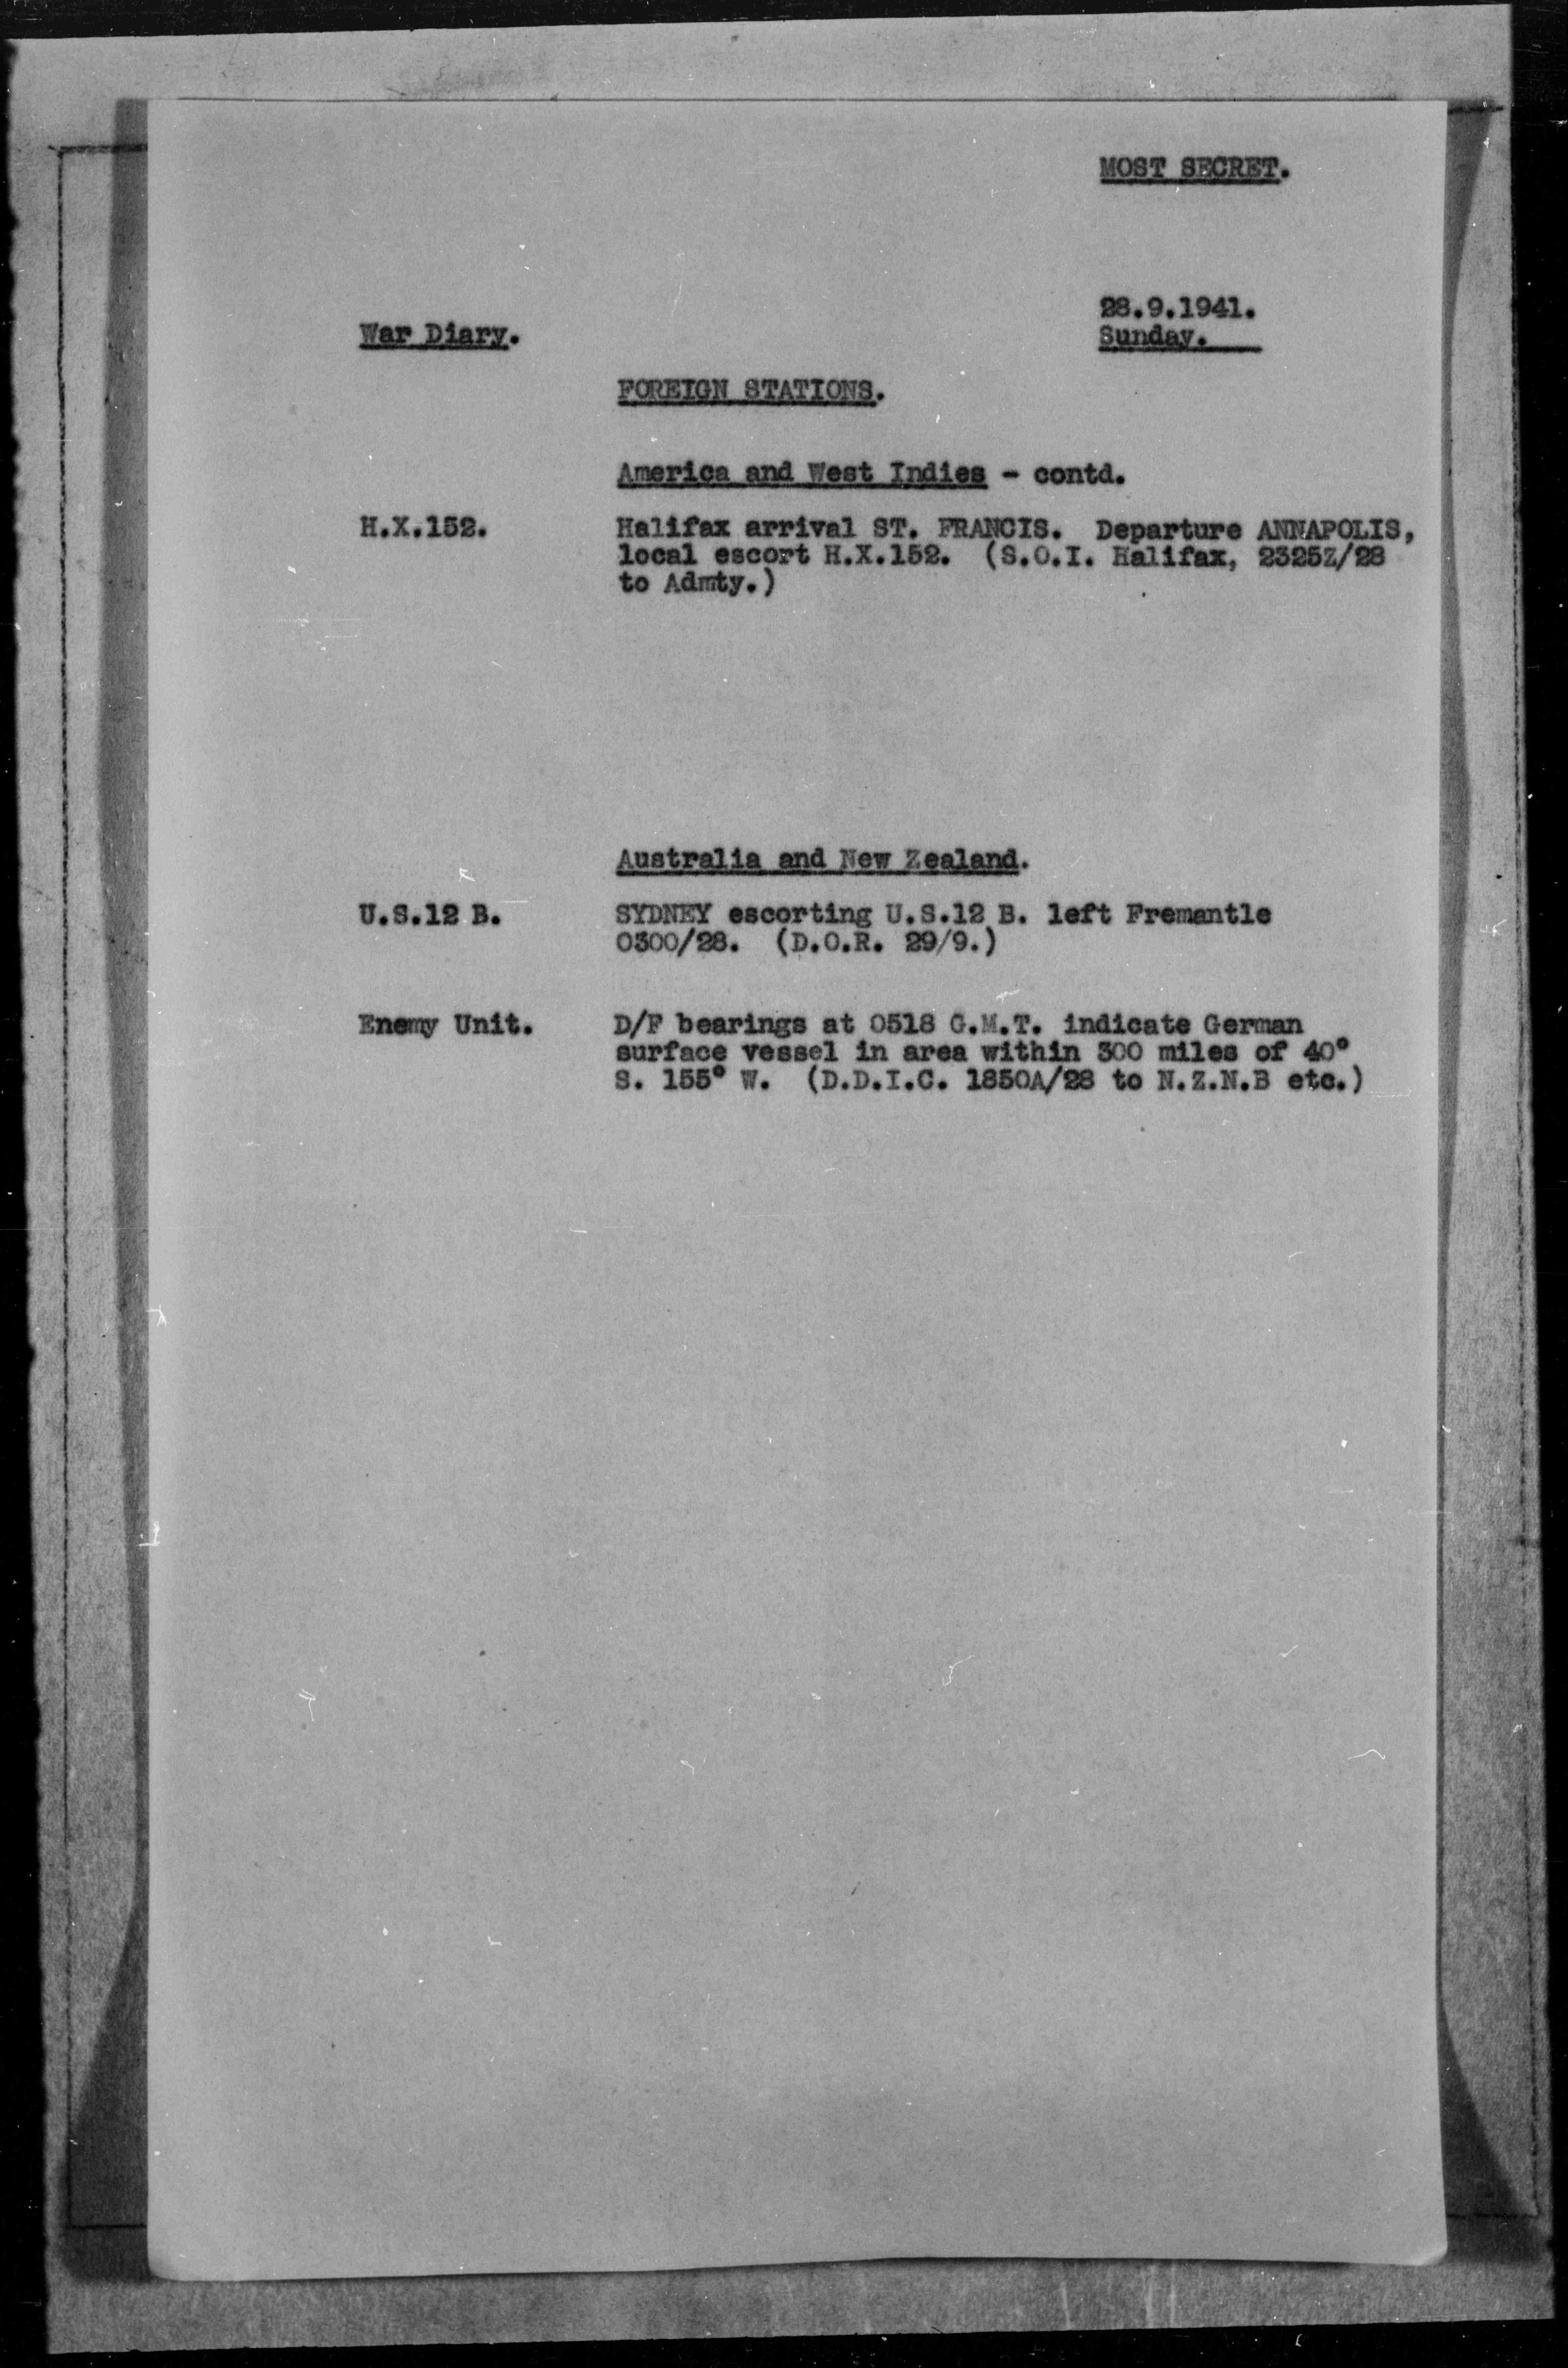 MOST SECRET.
28.9.1941.
War Diary.
Sunday.
FOREIGN STATIONS.
America and West Indies - contd.
H.X.152. Halifax arrival ST. FRANCIS. Departure ANNAPOLIS,
local escort H.X.152. (S.O.I. Halifax, 2325Z/28
to Admty.)
Australia and New Zealand.
U.S.12 B. SYDNEY escorting U.S.12 B. left Fremantle
0300/28. (D.O.R. 29/9.)
Enemy Unit. D/F bearings at 0518 G.M.T. indicate German
surface vessel in area within 300 miles of 40°
S. 155° W. (D.D.I.C. 1850A/28 to N.Z.N.B etc.)